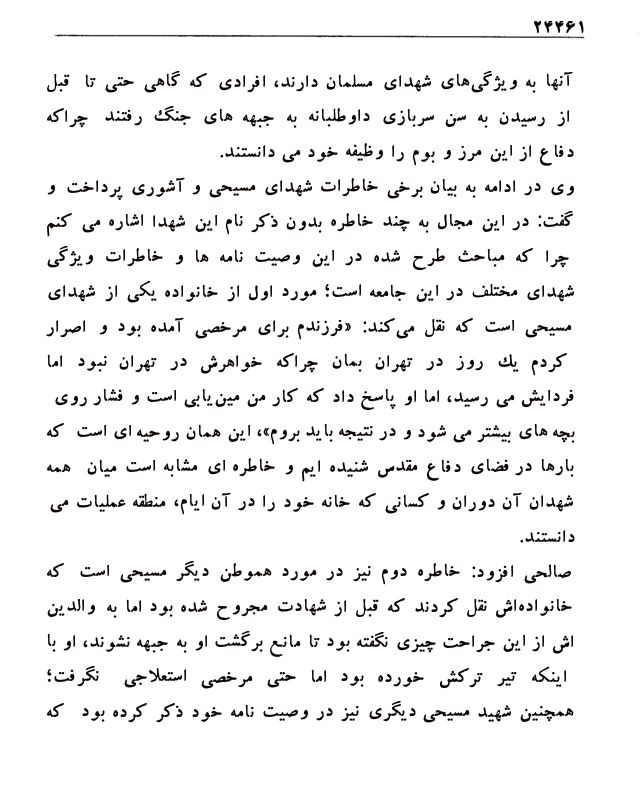 ۲۴۴۶۱
آنها به ویژگی‌های شهدای مسلمان دارند، افرادی که گاهی حتی تا قبل
از رسیدن به سن سربازی داوطلبانه به جبهه های جنگ رفتند چراکه
دفاع از این مرز و بوم را وظیفه خود می دانستند.
وی در ادامه به بیان برخی خاطرات شهدای مسیحی و آشوری پرداخت و
گفت: در این مجال به چند خاطره بدون ذکر نام این شهدا اشاره می کنم
چرا که مباحث طرح شده در این وصیت نامه ها و خاطرات ویژگی
شهدای مختلف در این جامعه است؛ مورد اول از خانواده یکی از شهدای
مسیحی است که نقل می‌کند: «فرزندم برای مرخصی آمده بود و اصرار
کردم یك روز در تهران بمان چراکه خواهرش در تهران نبود اما
فردایش می رسید، اما او پاسخ داد که کار من مین‌یابی است و فشار روی
بچه های بیشتر می شود و در نتیجه باید بروم»، این همان روحیه ای است که
بارها در فضای دفاع مقدس شنیده ایم و خاطره ای مشابه است میان همه
شهدان آن دوران و کسانی که خانه خود را در آن ایام، منطقه عملیات می
دانستند.
صالحی افزود: خاطره دوم نیز در مورد هموطن دیگر مسیحی است که
خانواده‌اش نقل کردند که قبل از شهادت مجروح شده بود اما به والدین
اش از این جراحت چیزی نگفته بود تا مانع برگشت او به جبهه نشوند، او با
اینکه تیر ترکش خورده بود اما حتی مرخصی استعلاجی نگرفت؛
همچنین شهید مسیحی دیگری نیز در وصیت نامه خود ذکر کرده بود که